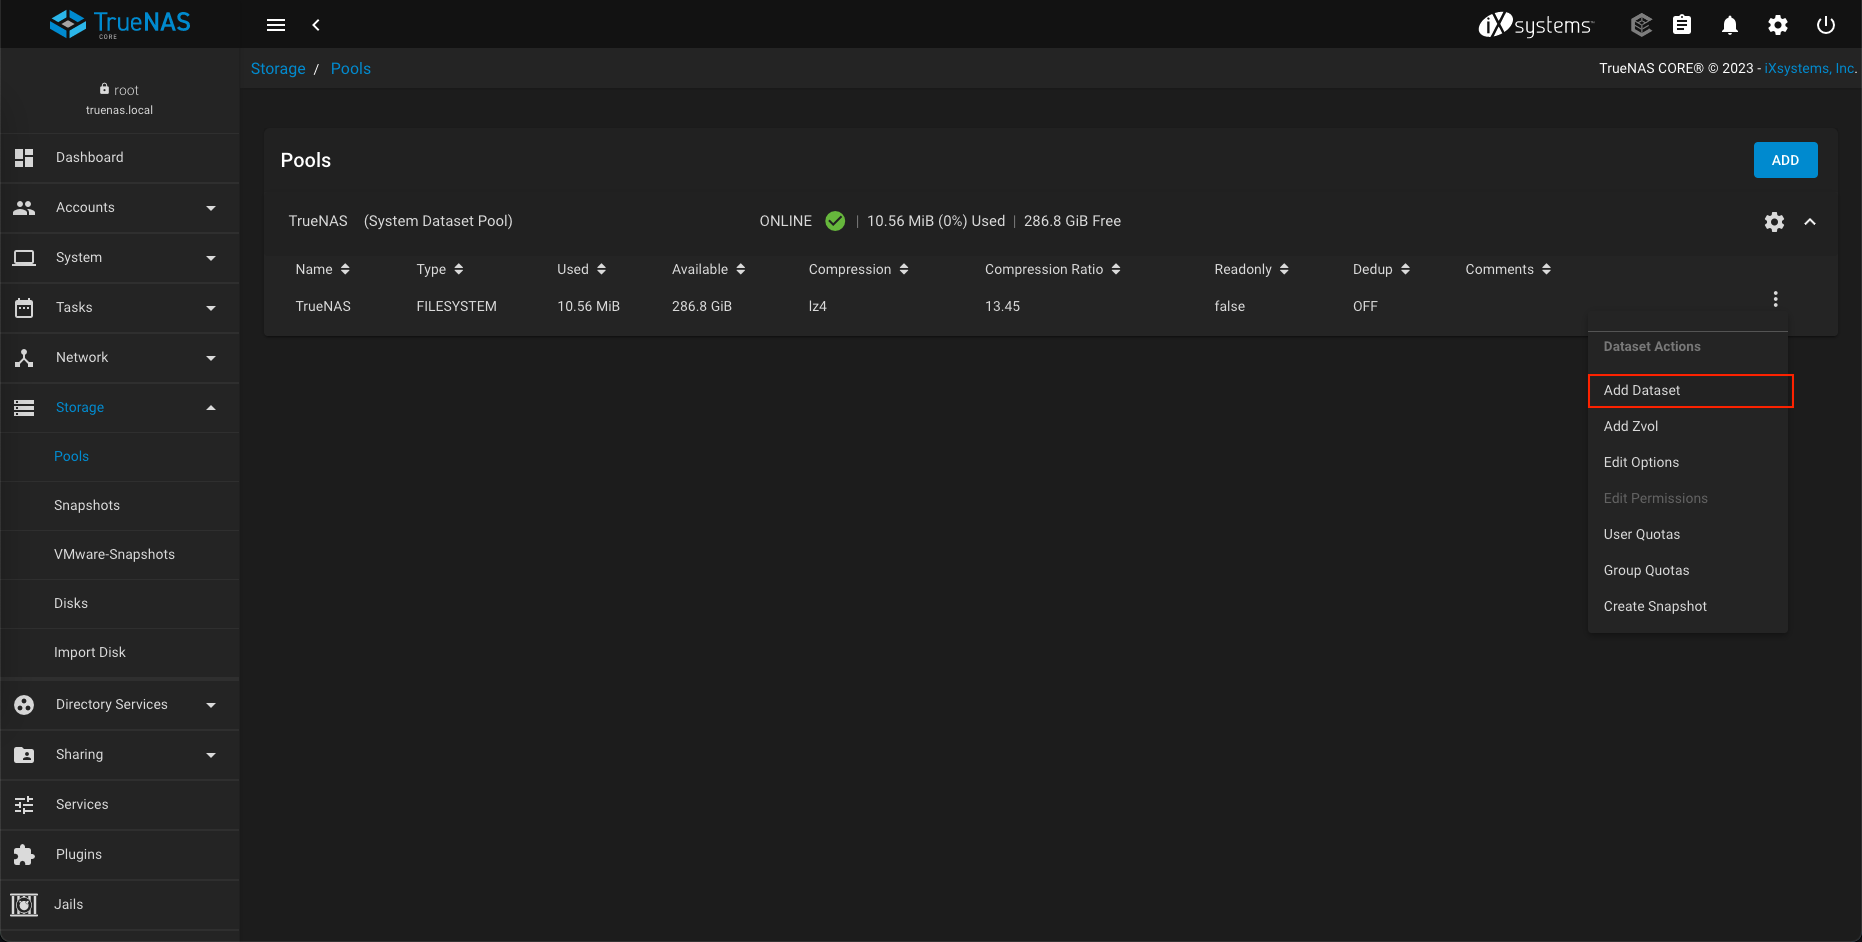 TrueNAS
CORE
iXsystems
Storage / Pools
TrueNAS CORE® © 2023 - iXsystems, Inc.
root
truenas.local
Dashboard
Accounts
System
Tasks
Network
Storage
Pools
Snapshots
VMware-Snapshots
Disks
Import Disk
Directory Services
Sharing
Services
Plugins
Jails
Pools
ADD
TrueNAS (System Dataset Pool) ONLINE | 10.56 MiB (0%) Used | 286.8 GiB Free
Name Type Used Available Compression Compression Ratio Readonly Dedup Comments
TrueNAS FILESYSTEM 10.56 MiB 286.8 GiB lz4 13.45 false OFF
Dataset Actions
Add Dataset
Add Zvol
Edit Options
Edit Permissions
User Quotas
Group Quotas
Create Snapshot